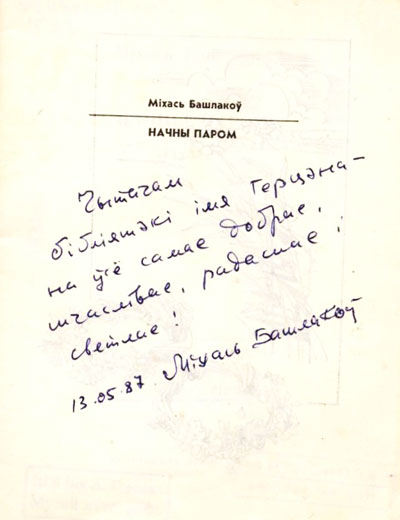 Міхась Башлакоў
НАЧНЫ ПАРОМ
Чытачам
бібліятэкі імя Герцэна –
на ўсё самае добрае,
шчаслівае, радаснае і
светлае!
13.05.87 Міхась Башлакоў